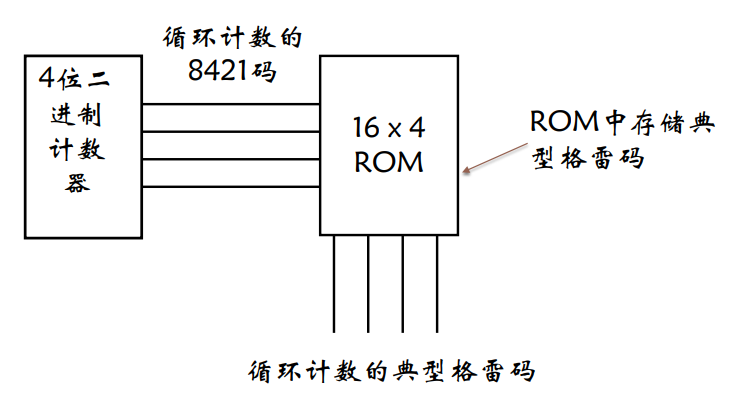 循环计数的
8421码
4位二
进制
计数
器
16 x 4
ROM
ROM中存储典
型格雷码
循环计数的典型格雷码